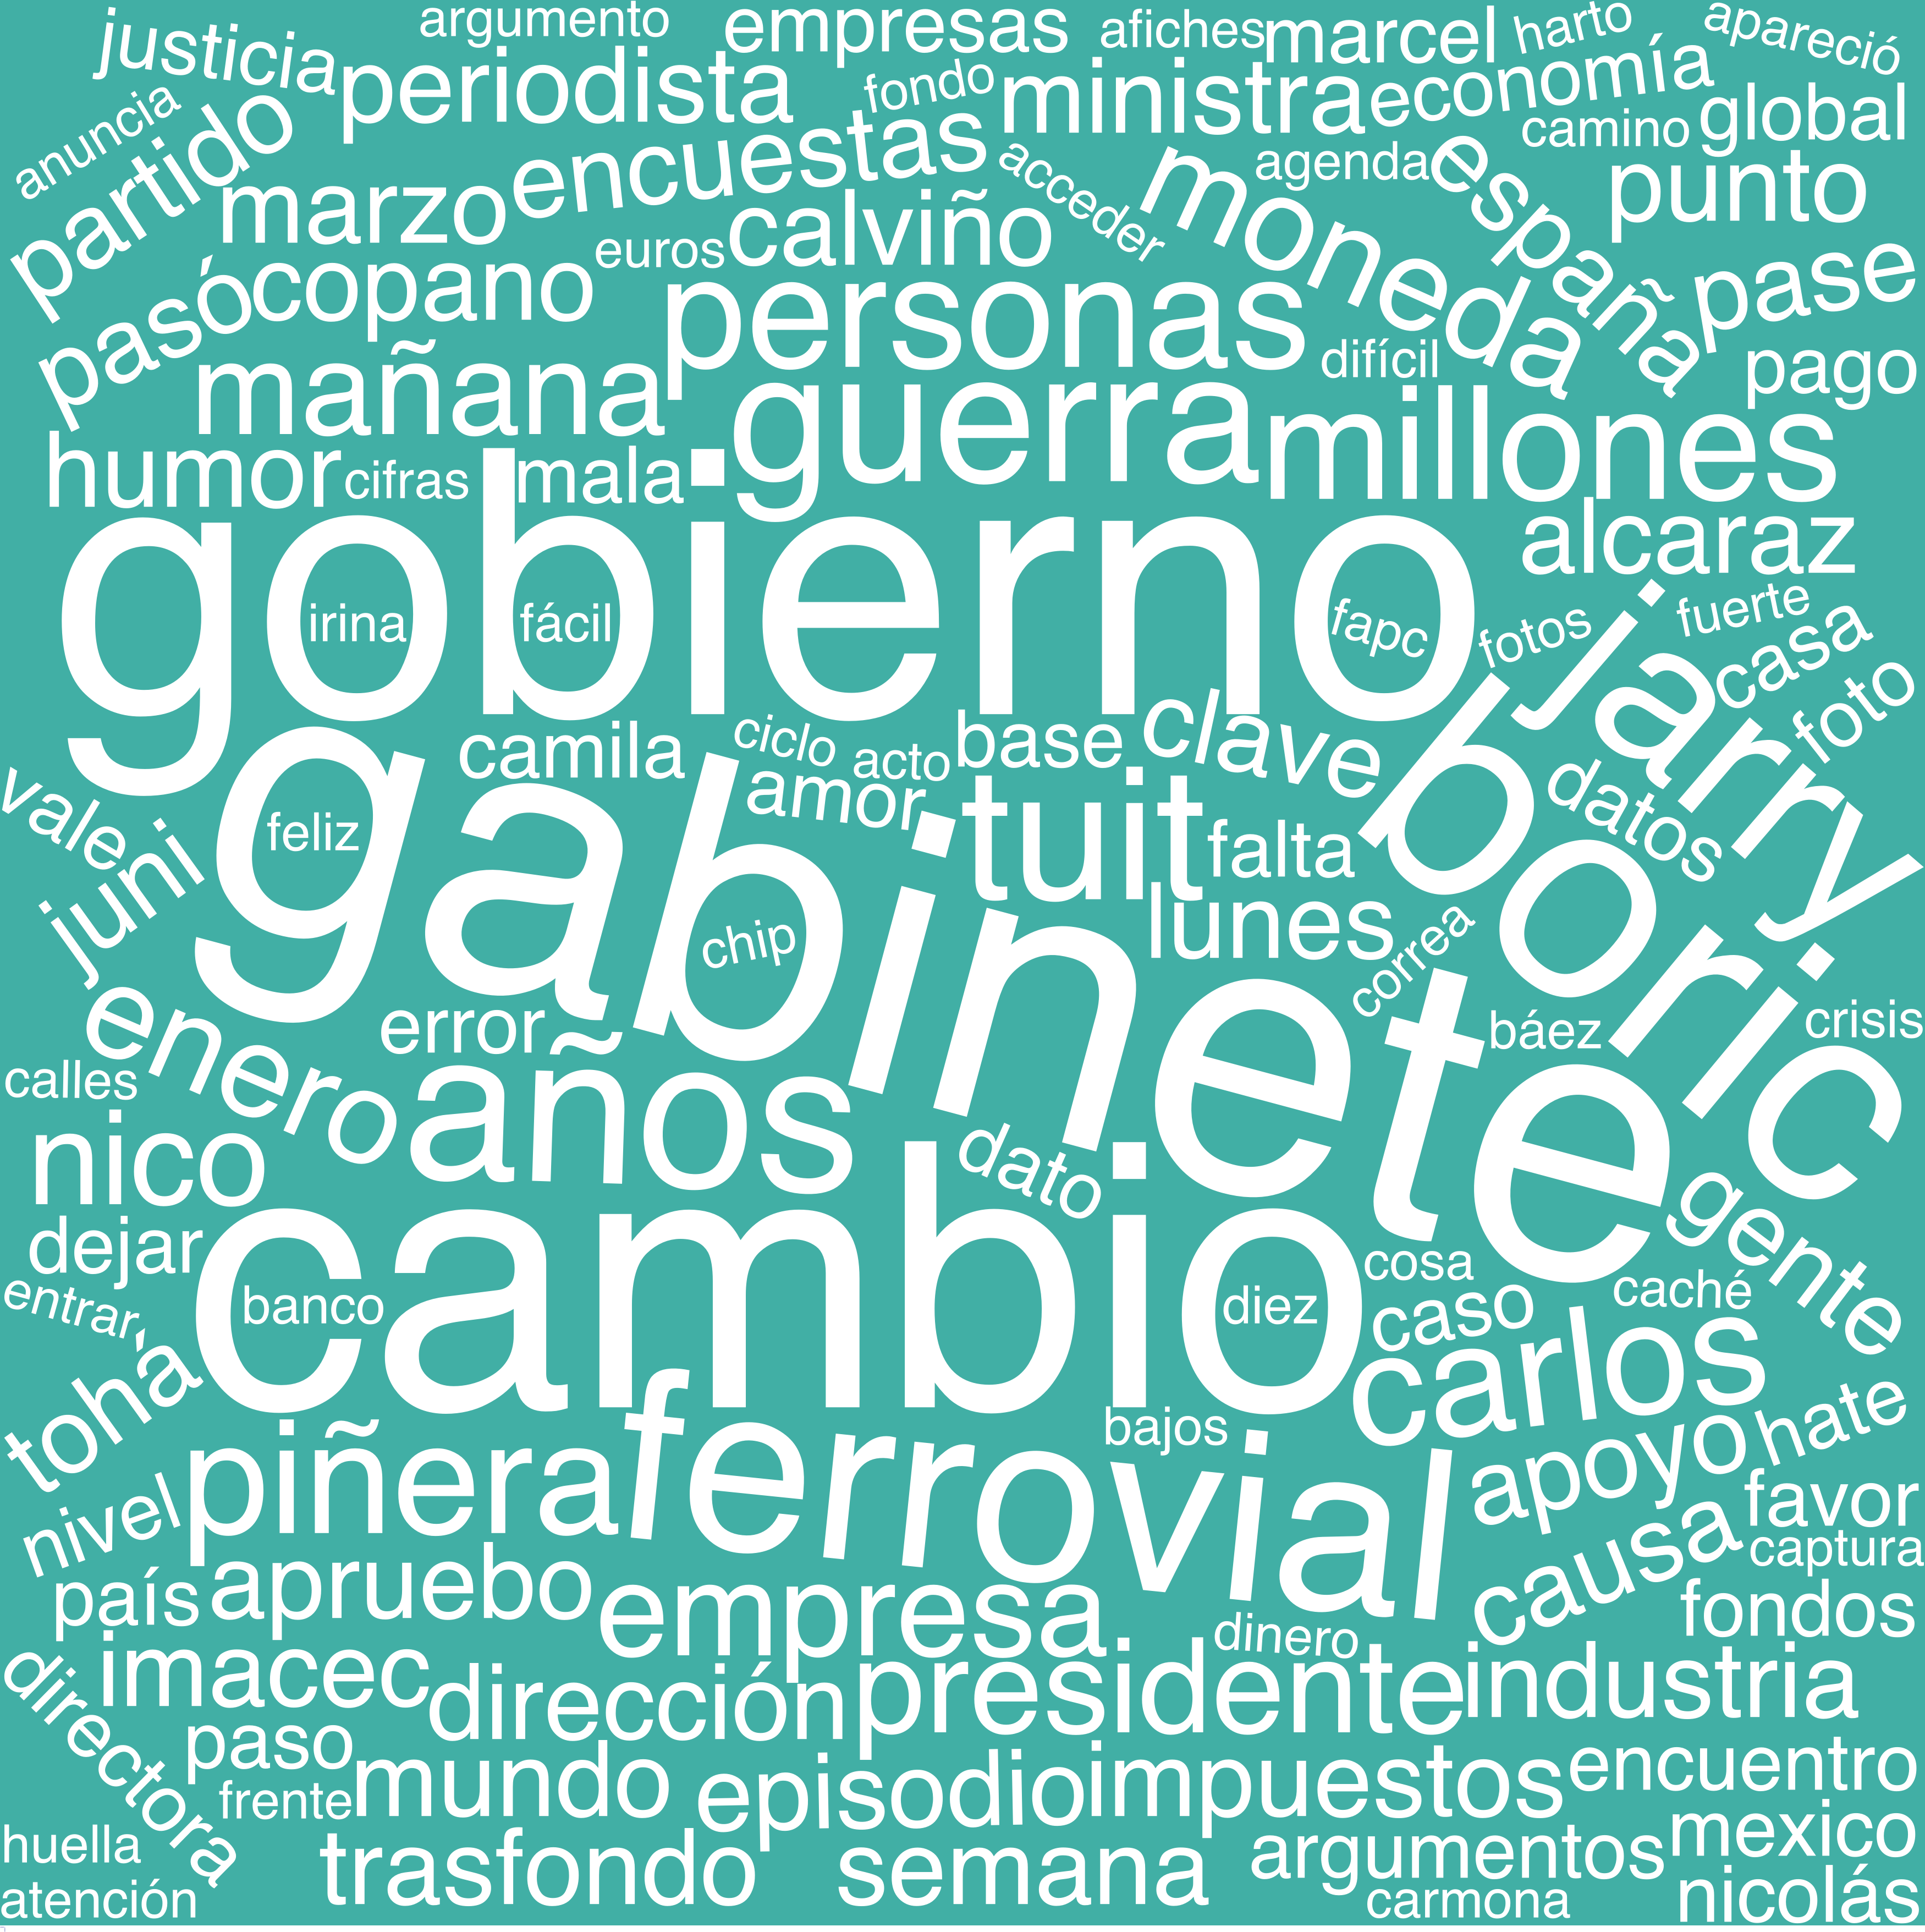 justicia
argumento
empresas
afiches
marcel
harto
apareció
anuncia
partido
periodista
fondo
ministra
economía
camino
global
marzo
encuestas
acceder
moneda
agenda
españa
punto
pasó
copano
euros
calviño
personas
difícil
pase
pago
mañana
guerra
millones
humor
cifras
mala
alcaraz
gobierno
irina
fácil
fapc
fotos
fuerte
casa
jarry
foto
boric
datos
camila
ciclo
acto
base
clave
amor
tuit
falta
vale
junl
feliz
gabinete
chip
lunes
correa
báez
crisis
enero
error
calles
años
nico
dato
gente
dejar
entrar
cambio
banco
diez
cosa
caso
caché
carlos
tohá
nivel
piñera
ferrovial
bajos
apoyo
hate
favor
captura
causa
fondos
país
apruebo
empresa
dinero
imacec
dirección
presidente
industria
directora
paso
frente
mundo
episodio
impuestos
encuentro
mexico
huella
trasfondo
semana
argumentos
atención
carmona
nicolás